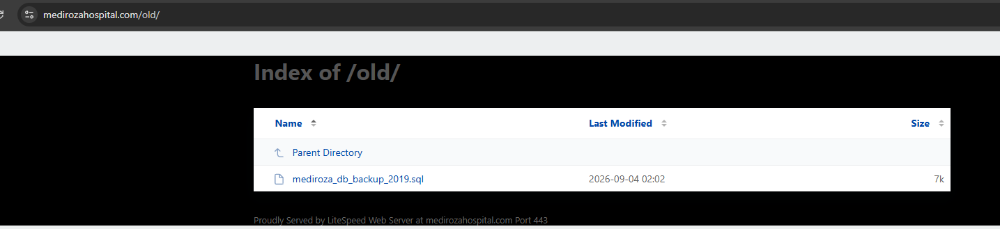 medirozahospital.com/old/
Index of /old/
Name Last Modified Size
Parent Directory
mediroza_db_backup_2019.sql 2026-09-04 02:02 7k
Proudly Served by LiteSpeed Web Server at medirozahospital.com Port 443